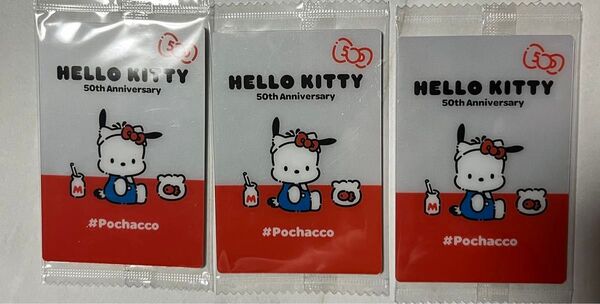 50
HELLO KITTY
50th Anniversary
M
#Pochacco
50
HELLO KITTY
50th Anniversary
M
#Pochacco
50
HELLO KITTY
50th Anniversary
M
#Pochacco